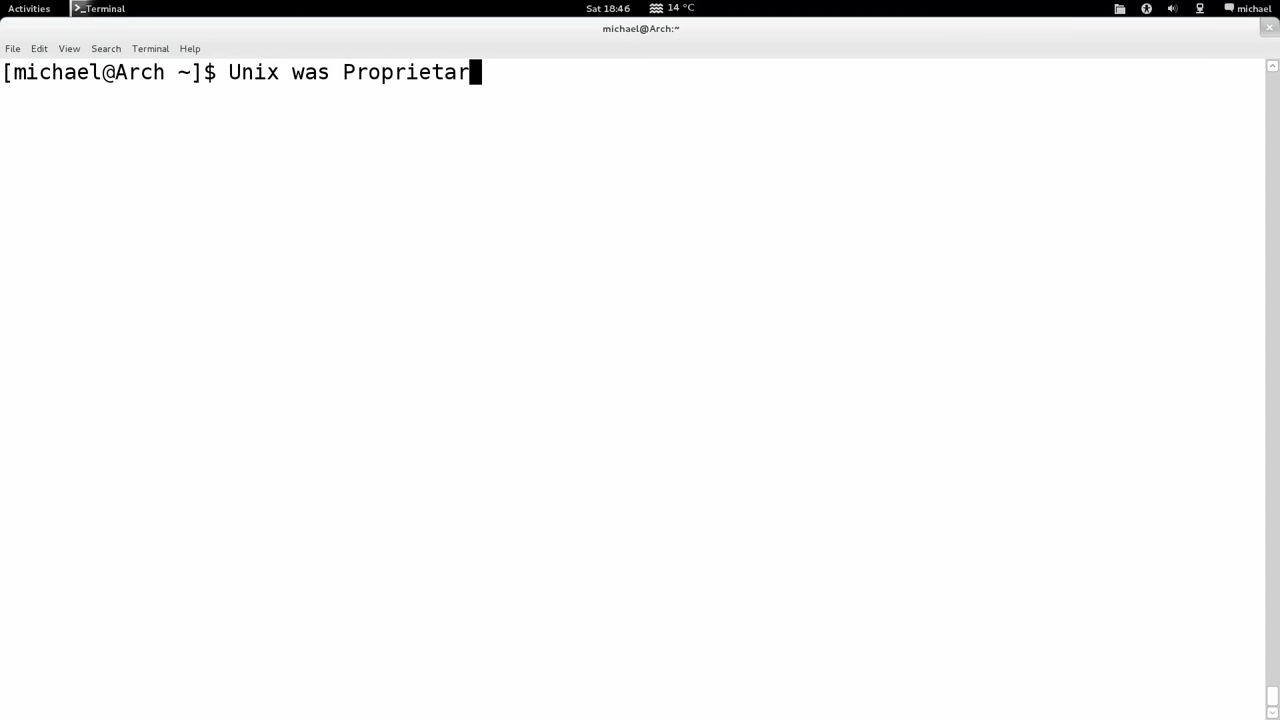 Activities >_Terminal Sat 18:46 14 °C michael
michael@Arch:~
File Edit View Search Terminal Help
[michael@Arch ~]$ Unix was Proprietar